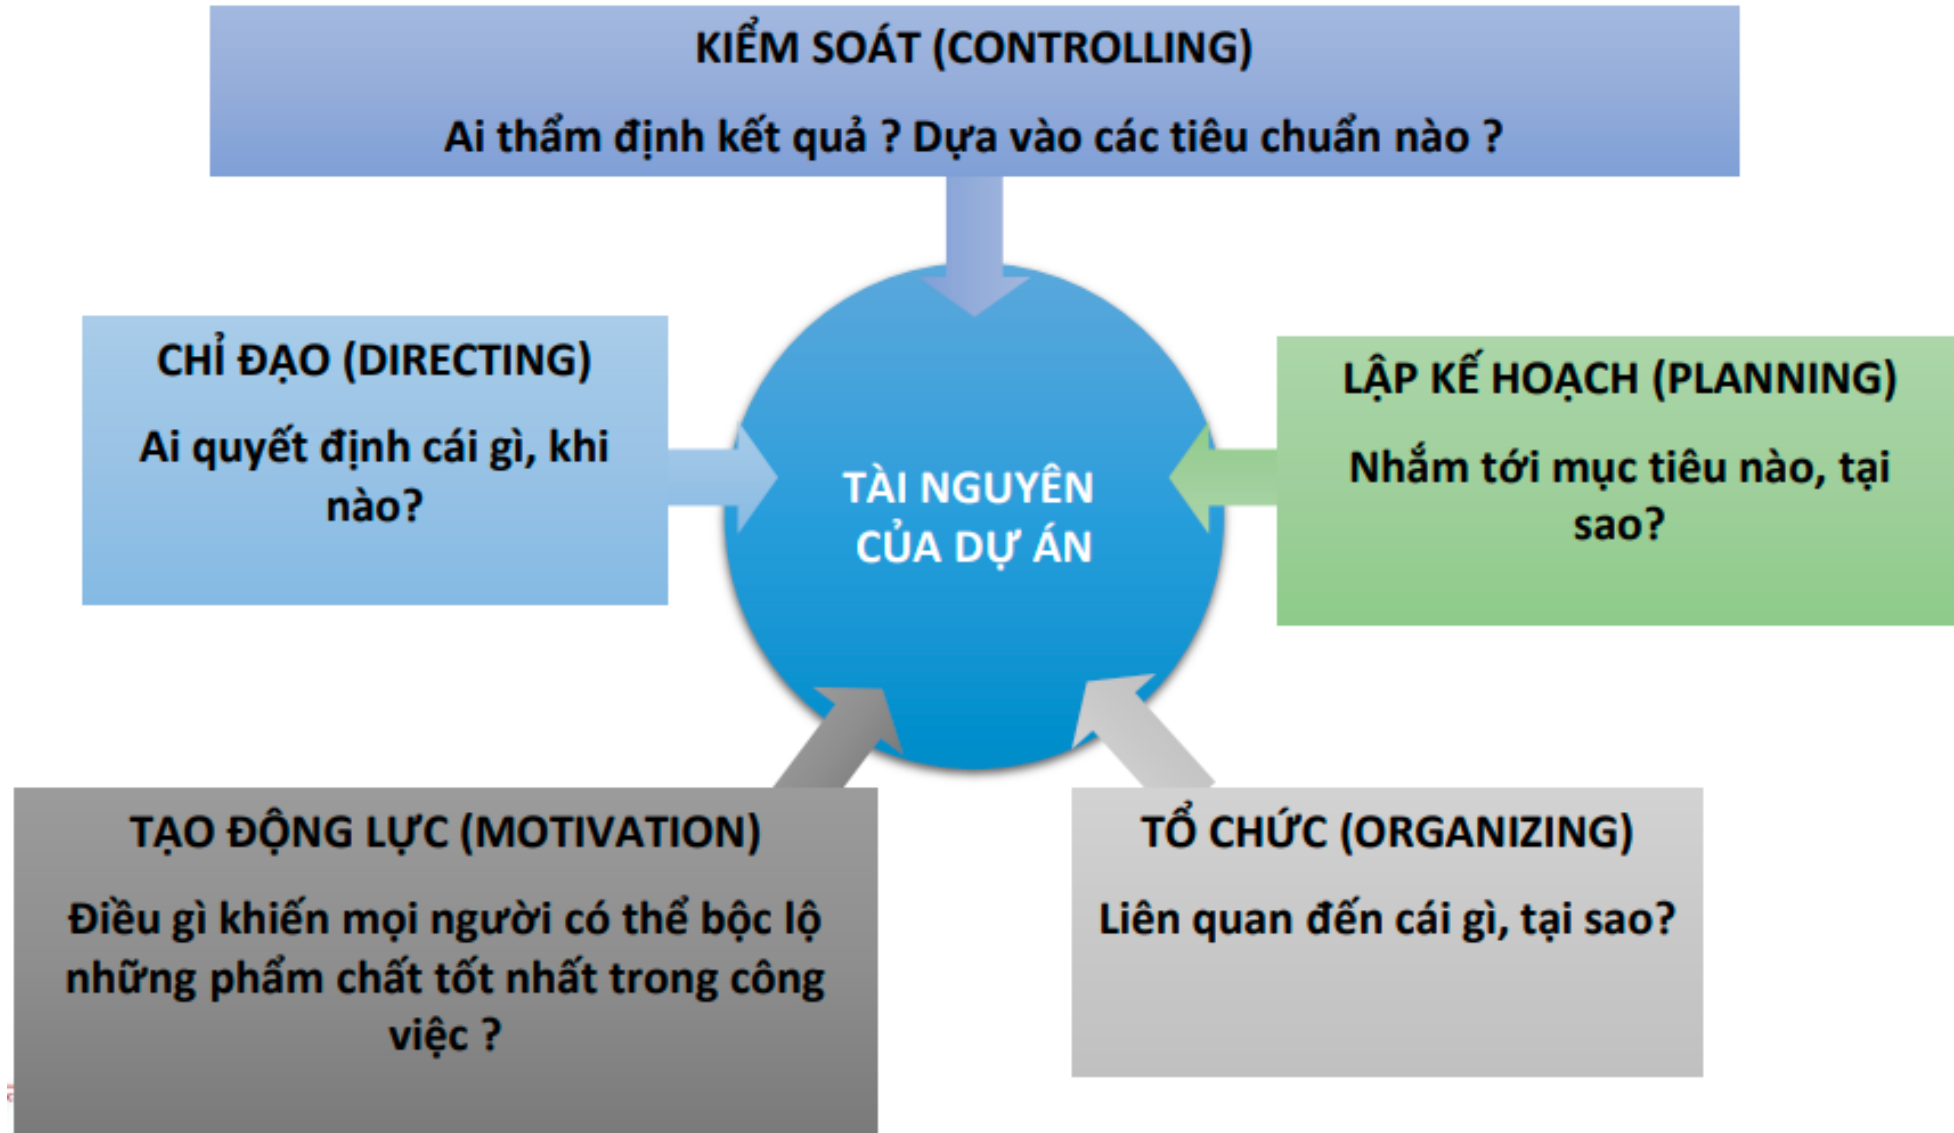 KIỂM SOÁT (CONTROLLING)
Ai thẩm định kết quả ? Dựa vào các tiêu chuẩn nào ?
CHỈ ĐẠO (DIRECTING)
Ai quyết định cái gì, khi
nào?
LẬP KẾ HOẠCH (PLANNING)
Nhắm tới mục tiêu nào, tại
sao?
TÀI NGUYÊN
CỦA DỰ ÁN
TẠO ĐỘNG LỰC (MOTIVATION)
Điều gì khiến mọi người có thể bộc lộ
những phẩm chất tốt nhất trong công
việc ?
TỔ CHỨC (ORGANIZING)
Liên quan đến cái gì, tại sao?